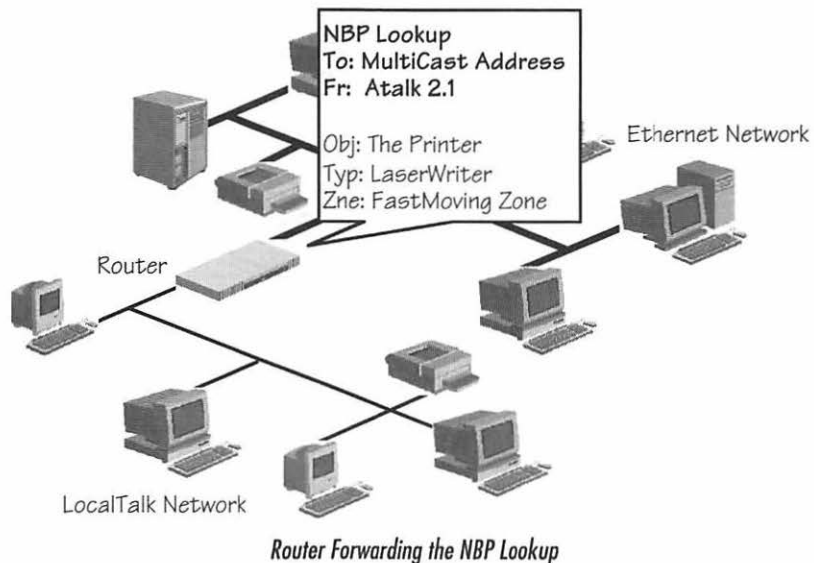 NBP Lookup
To: MultiCast Address
Fr: Atalk 2.1
Obj: The Printer
Typ: LaserWriter
Zne: FastMoving Zone
Ethernet Network
Router
LocalTalk Network
Router Forwarding the NBP Lookup